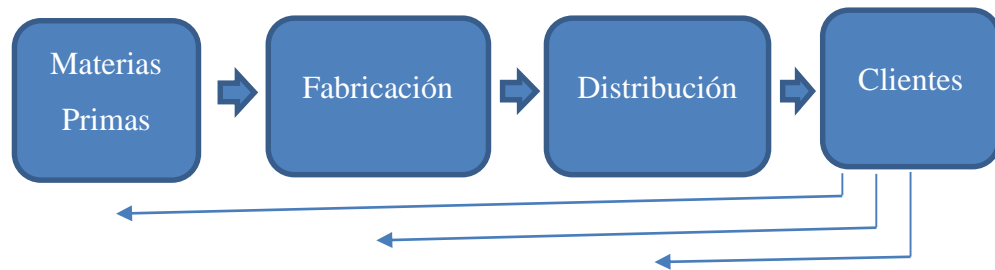 Materias
Primas
Fabricación
Distribución
Clientes